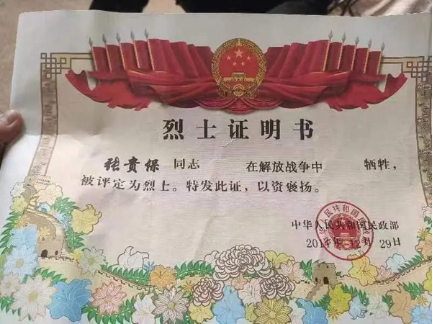 烈士证明书
张贵保 同志 在解放战争中 牺牲,
被评定为烈士。特发此证,以资褒扬。
中华人民共和国民政部
29日